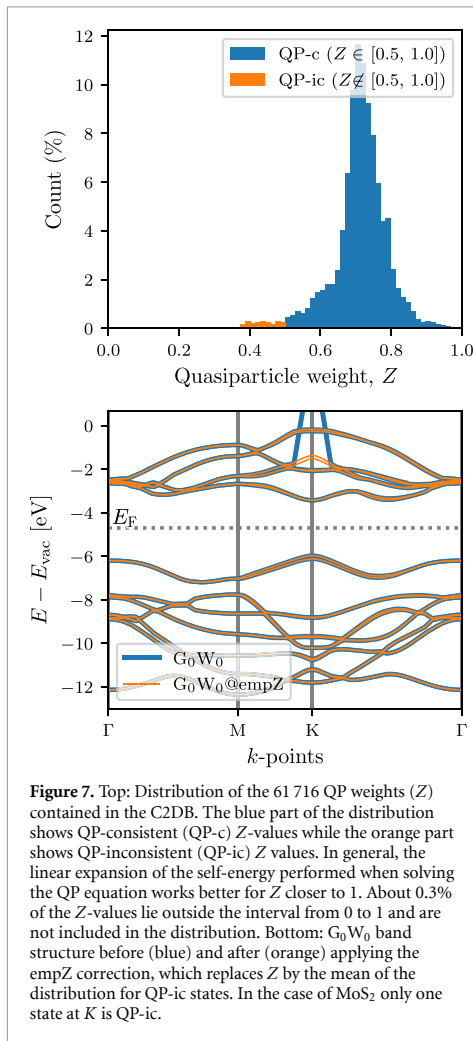 12
10
8
6
4
2
0
Count (%)
QP-c (Z ∈ [0.5, 1.0])
QP-ic (Z∉ [0.5, 1.0])
0.0 0.2 0.4 0.6 0.8 1.0
Quasiparticle weight, Z
0
−2
−4
−6
−8
−10
−12
E − Evac [eV]
EF
G0W0
G0W0@empZ
Γ M K Γ
k-points
Figure 7. Top: Distribution of the 61 716 QP weights (Z)
contained in the C2DB. The blue part of the distribution
shows QP-consistent (QP-c) Z-values while the orange part
shows QP-inconsistent (QP-ic) Z values. In general, the
linear expansion of the self-energy performed when solving
the QP equation works better for Z closer to 1. About 0.3%
of the Z-values lie outside the interval from 0 to 1 and are
not included in the distribution. Bottom: G0W0 band
structure before (blue) and after (orange) applying the
empZ correction, which replaces Z by the mean of the
distribution for QP-ic states. In the case of MoS2 only one
state at K is QP-ic.